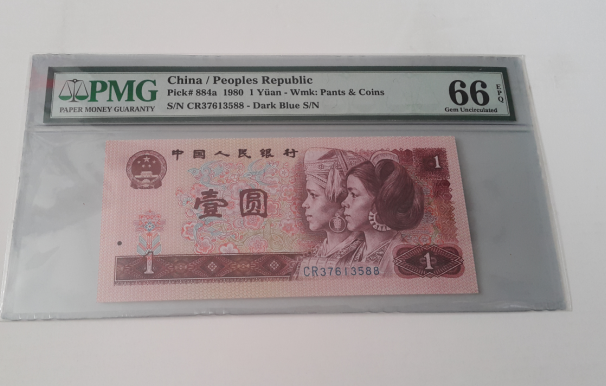 PMG
PAPER MONEY GUARANTY
China / Peoples Republic
Pick# 884a 1980 1 Yüan - Wmk: Pants & Coins
S/N CR37613588 - Dark Blue S/N
66 EPQ
Gem Uncirculated
中国人民银行
1
壹圆
CR37613588
1
1